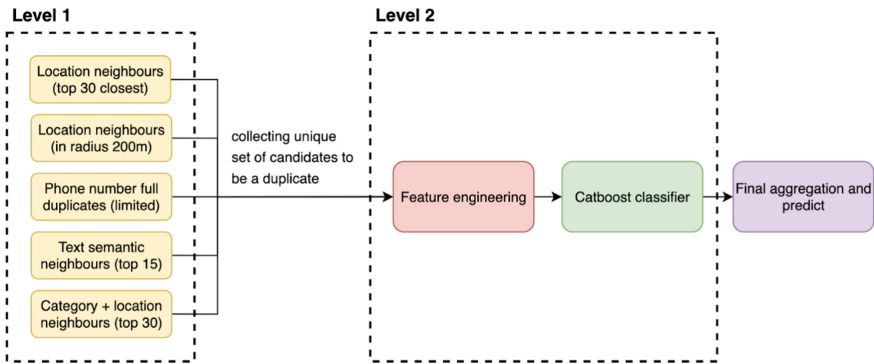 Level 1
Level 2
Location neighbours
(top 30 closest)
Location neighbours
(in radius 200m)
Phone number full
duplicates (limited)
Text semantic
neighbours (top 15)
Category + location
neighbours (top 30)
collecting unique
set of candidates to
be a duplicate
Feature engineering
Catboost classifier
Final aggregation and
predict